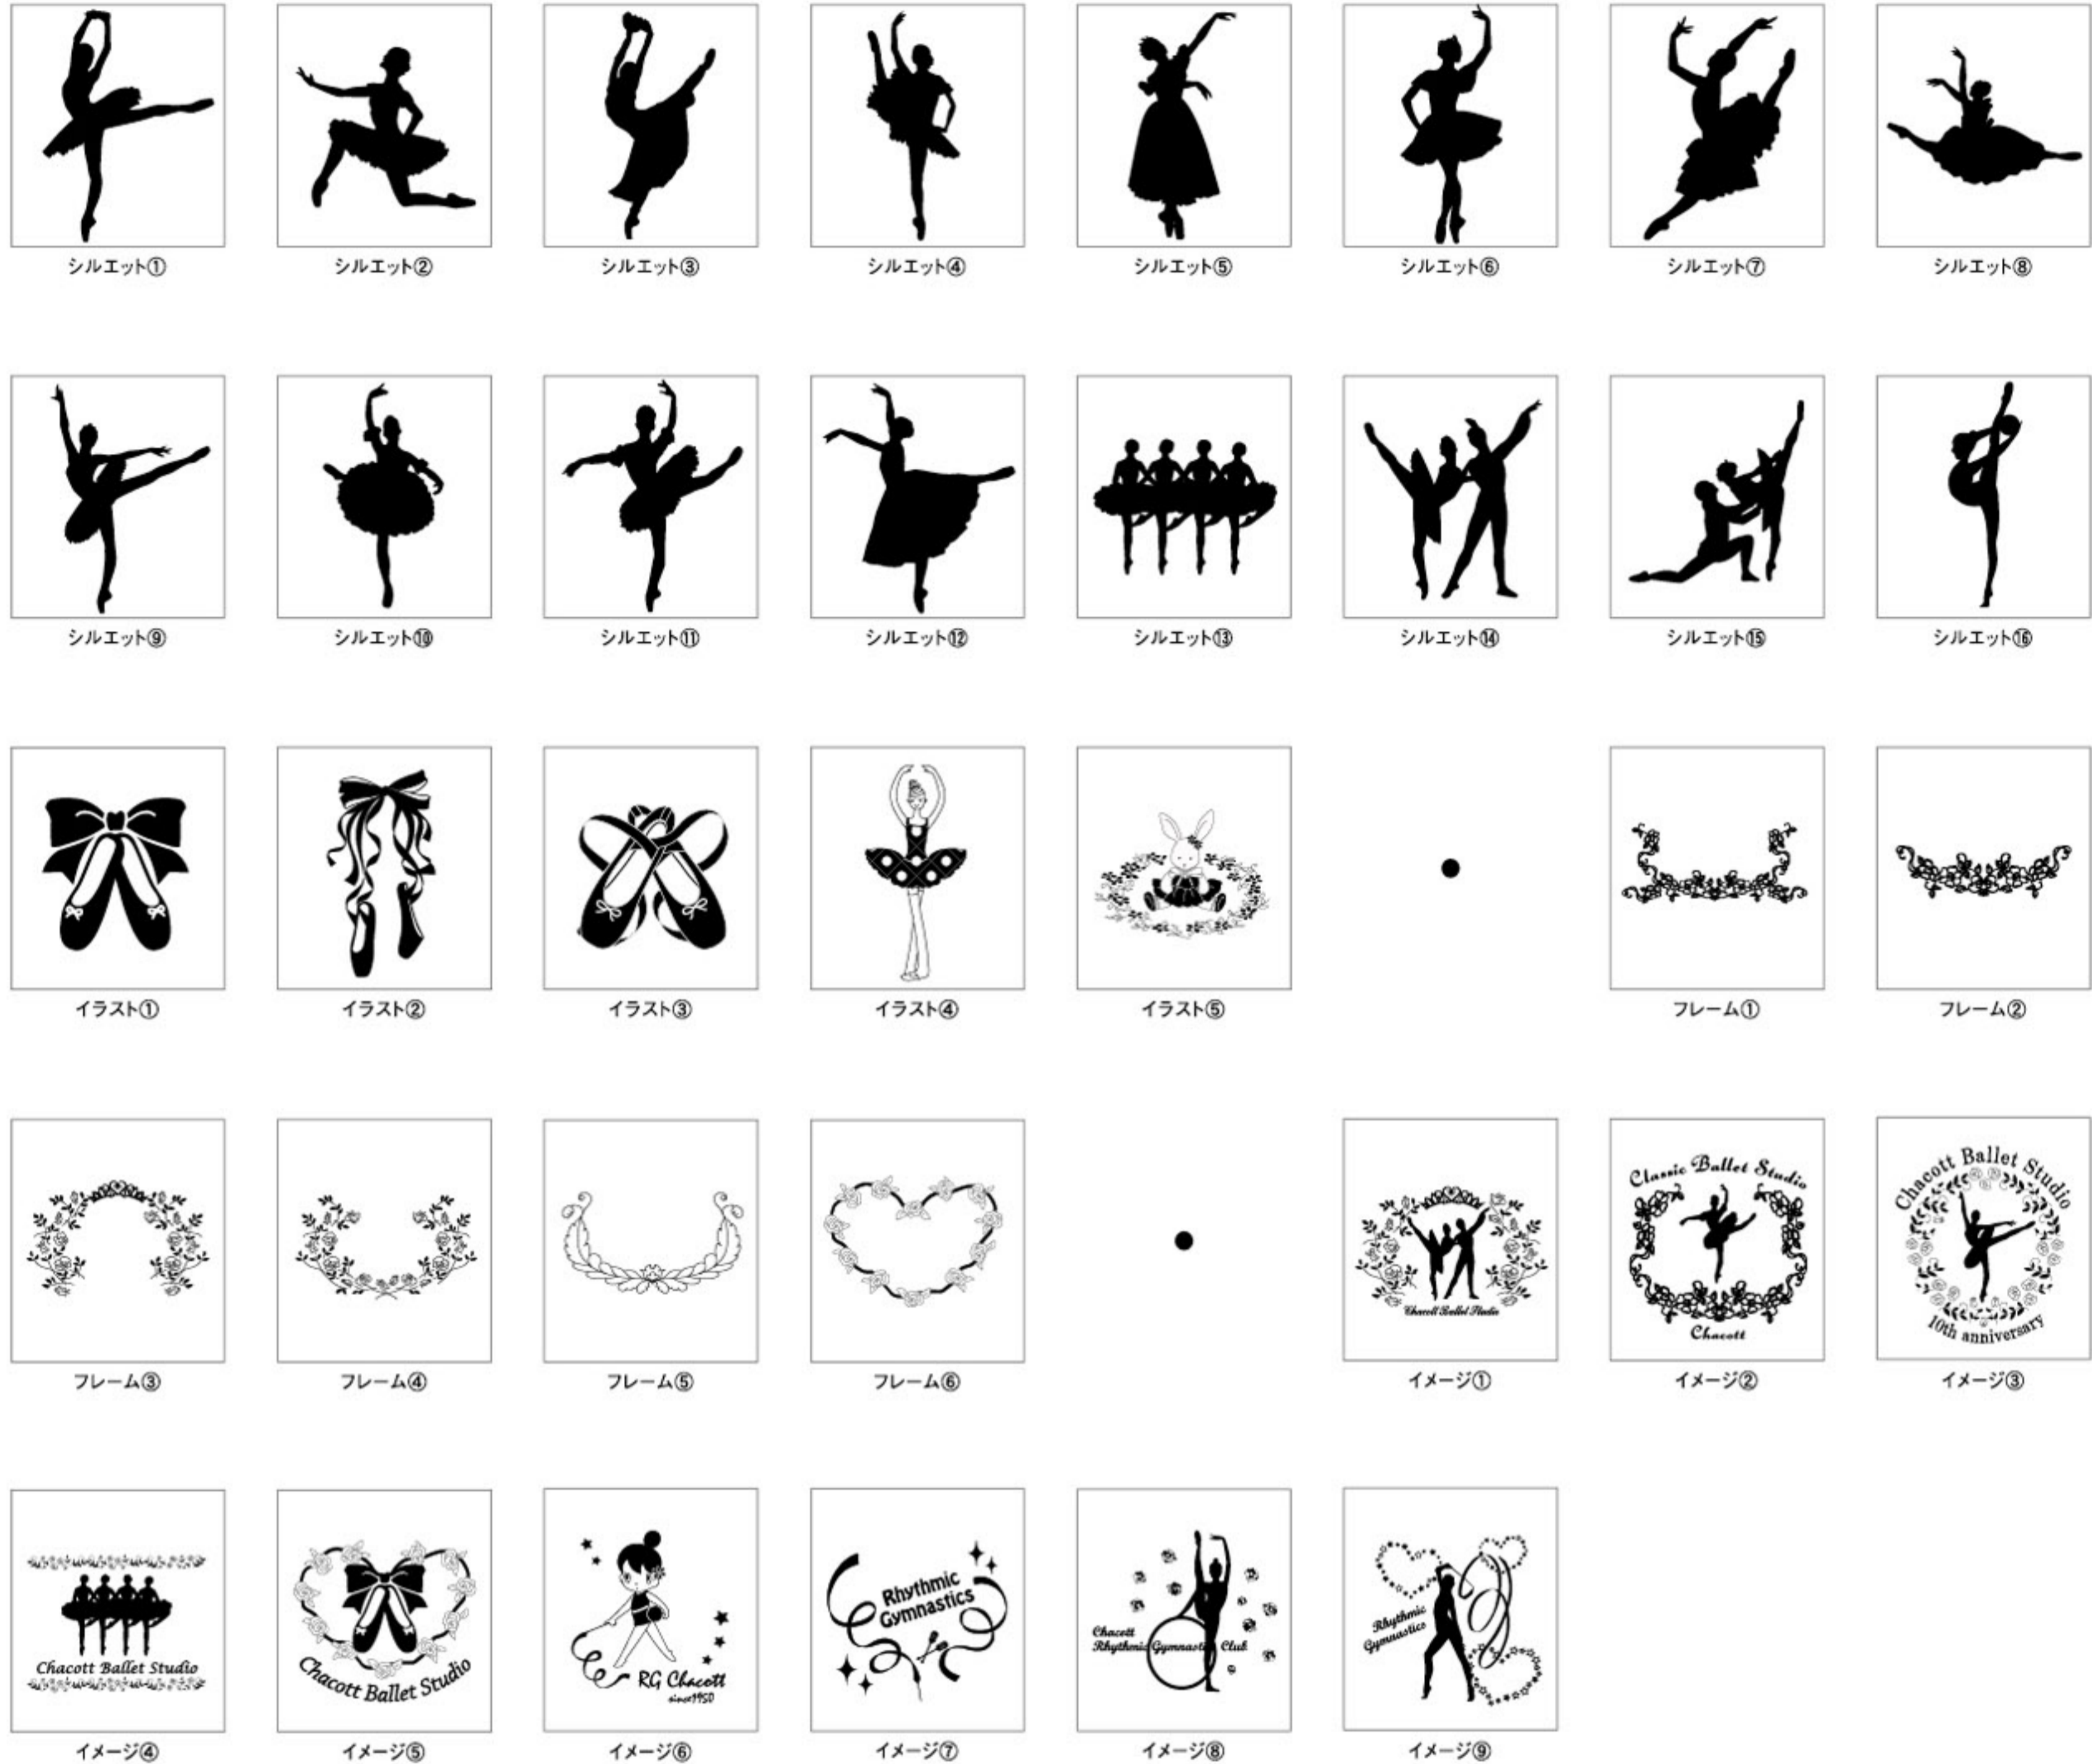 シルエット①
シルエット②
シルエット③
シルエット④
シルエット⑤
シルエット⑥
シルエット⑦
シルエット⑧
シルエット⑨
シルエット⑩
シルエット⑪
シルエット⑫
シルエット⑬
シルエット⑭
シルエット⑮
シルエット⑯
イラスト①
イラスト②
イラスト③
イラスト④
イラスト⑤
フレーム①
フレーム②
フレーム③
フレーム④
フレーム⑤
フレーム⑥
Chacott Ballet Studio
イメージ①
Classic Ballet Studio
Chacott
イメージ②
Chacott Ballet Studio
10th anniversary
イメージ③
Chacott Ballet Studio
イメージ④
Chacott Ballet Studio
イメージ⑤
RG Chacott
since1950
イメージ⑥
Rhythmic
Gymnastics
イメージ⑦
Chacott
Rhythmic Gymnastic Club
イメージ⑧
Rhythmic
Gymnastics
イメージ⑨